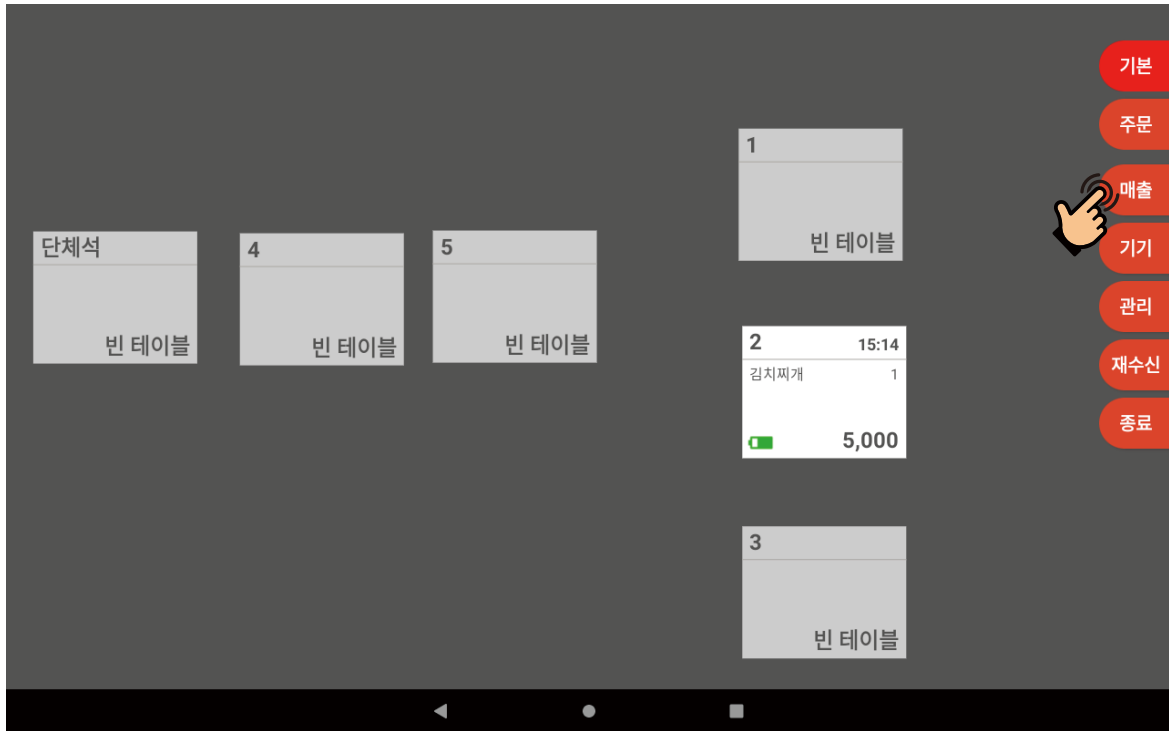 단체석
빈 테이블
4
빈 테이블
5
빈 테이블
1
빈 테이블
2 15:14
김치찌개 1
5,000
3
빈 테이블
기본
주문
매출
기기
관리
재수신
종료